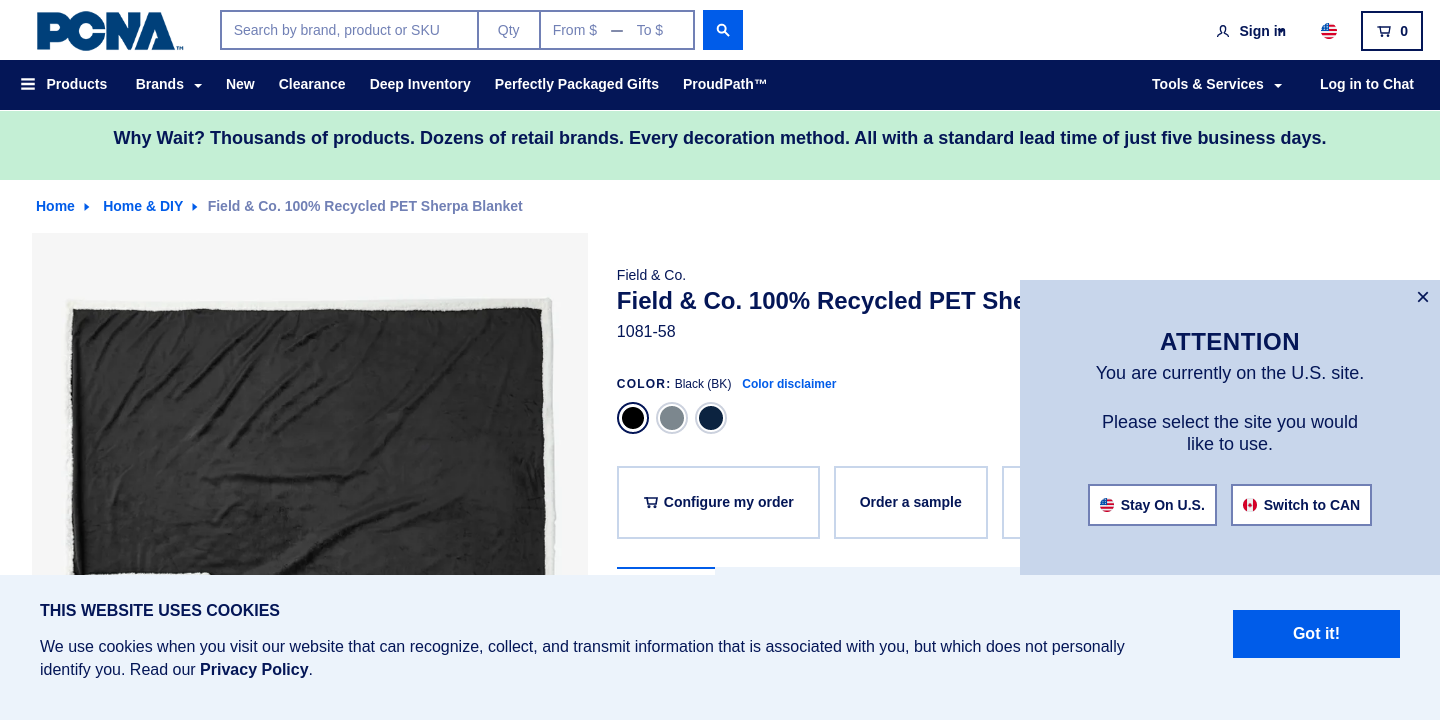 PCNA™
Search by brand, product or SKU
Qty
From $
To $
Sign in
0
Products
Brands
New
Clearance
Deep Inventory
Perfectly Packaged Gifts
ProudPath™
Tools & Services
Log in to Chat
Why Wait? Thousands of products. Dozens of retail brands. Every decoration method. All with a standard lead time of just five business days.
Home
Home & DIY
Field & Co. 100% Recycled PET Sherpa Blanket
Field & Co.
Field & Co. 100% Recycled PET She
1081-58
COLOR: Black (BK)
Color disclaimer
Configure my order
Order a sample
×
ATTENTION
You are currently on the U.S. site.
Please select the site you would
like to use.
Stay On U.S.
Switch to CAN
THIS WEBSITE USES COOKIES
We use cookies when you visit our website that can recognize, collect, and transmit information that is associated with you, but which does not personally
identify you. Read our Privacy Policy.
Got it!